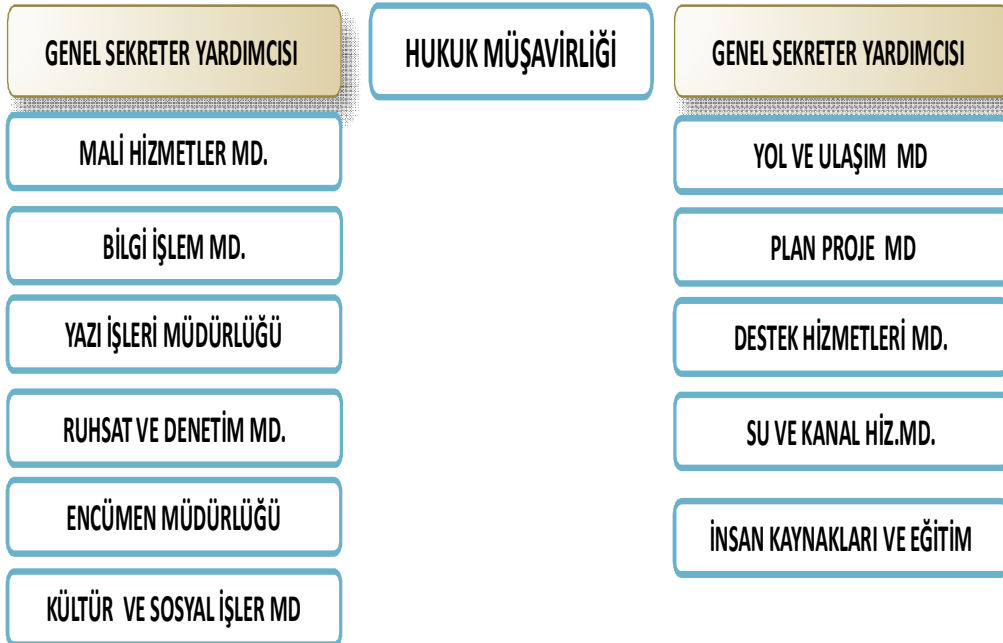 GENEL SEKRETER YARDIMCISI
MALİ HİZMETLER MD.
BİLGİ İŞLEM MD.
YAZI İŞLERİ MÜDÜRLÜĞÜ
RUHSAT VE DENETİM MD.
ENCÜMEN MÜDÜRLÜĞÜ
KÜLTÜR VE SOSYAL İŞLER MD
HUKUK MÜŞAVİRLİĞİ
GENEL SEKRETER YARDIMCISI
YOL VE ULAŞIM MD
PLAN PROJE MD
DESTEK HİZMETLERİ MD.
SU VE KANAL HİZ.MD.
İNSAN KAYNAKLARI VE EĞİTİM